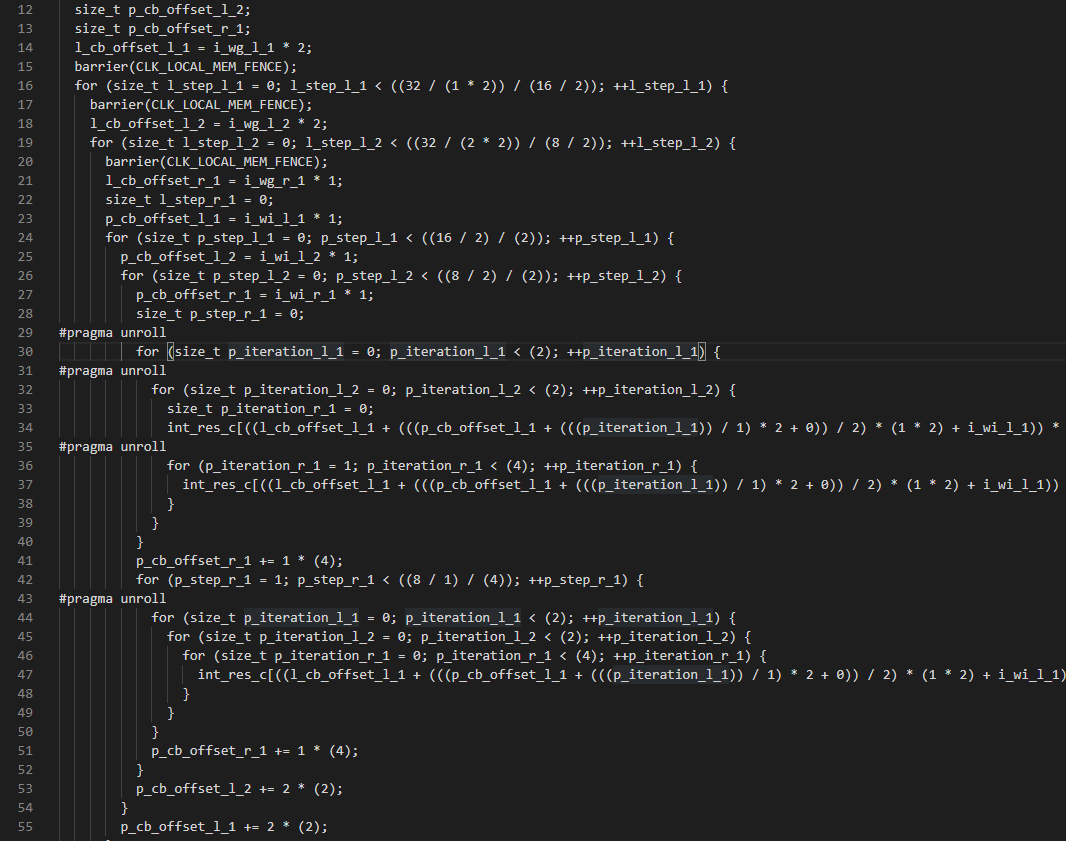 12 size_t p_cb_offset_l_2;
13 size_t p_cb_offset_r_1;
14 l_cb_offset_l_1 = i_wg_l_1 * 2;
15 barrier(CLK_LOCAL_MEM_FENCE);
16 for (size_t l_step_l_1 = 0; l_step_l_1 < ((32 / (1 * 2)) / (16 / 2)); ++l_step_l_1) {
17 barrier(CLK_LOCAL_MEM_FENCE);
18 l_cb_offset_l_2 = i_wg_l_2 * 2;
19 for (size_t l_step_l_2 = 0; l_step_l_2 < ((32 / (2 * 2)) / (8 / 2)); ++l_step_l_2) {
20 barrier(CLK_LOCAL_MEM_FENCE);
21 l_cb_offset_r_1 = i_wg_r_1 * 1;
22 size_t l_step_r_1 = 0;
23 p_cb_offset_l_1 = i_wi_l_1 * 1;
24 for (size_t p_step_l_1 = 0; p_step_l_1 < ((16 / 2) / (2)); ++p_step_l_1) {
25 p_cb_offset_l_2 = i_wi_l_2 * 1;
26 for (size_t p_step_l_2 = 0; p_step_l_2 < ((8 / 2) / (2)); ++p_step_l_2) {
27 p_cb_offset_r_1 = i_wi_r_1 * 1;
28 size_t p_step_r_1 = 0;
29 #pragma unroll
30 for (size_t p_iteration_l_1 = 0; p_iteration_l_1 < (2); ++p_iteration_l_1) {
31 #pragma unroll
32 for (size_t p_iteration_l_2 = 0; p_iteration_l_2 < (2); ++p_iteration_l_2) {
33 size_t p_iteration_r_1 = 0;
34 int_res_c[((l_cb_offset_l_1 + (((p_cb_offset_l_1 + (((p_iteration_l_1)) / 1) * 2 + 0)) / 2) * (1 * 2) + i_wi_l_1)) *
35 #pragma unroll
36 for (p_iteration_r_1 = 1; p_iteration_r_1 < (4); ++p_iteration_r_1) {
37 int_res_c[((l_cb_offset_l_1 + (((p_cb_offset_l_1 + (((p_iteration_l_1)) / 1) * 2 + 0)) / 2) * (1 * 2) + i_wi_l_1))
38 }
39 }
40 }
41 p_cb_offset_r_1 += 1 * (4);
42 for (p_step_r_1 = 1; p_step_r_1 < ((8 / 1) / (4)); ++p_step_r_1) {
43 #pragma unroll
44 for (size_t p_iteration_l_1 = 0; p_iteration_l_1 < (2); ++p_iteration_l_1) {
45 for (size_t p_iteration_l_2 = 0; p_iteration_l_2 < (2); ++p_iteration_l_2) {
46 for (size_t p_iteration_r_1 = 0; p_iteration_r_1 < (4); ++p_iteration_r_1) {
47 int_res_c[((l_cb_offset_l_1 + (((p_cb_offset_l_1 + (((p_iteration_l_1)) / 1) * 2 + 0)) / 2) * (1 * 2) + i_wi_l_1)
48 }
49 }
50 }
51 p_cb_offset_r_1 += 1 * (4);
52 }
53 p_cb_offset_l_2 += 2 * (2);
54 }
55 p_cb_offset_l_1 += 2 * (2);